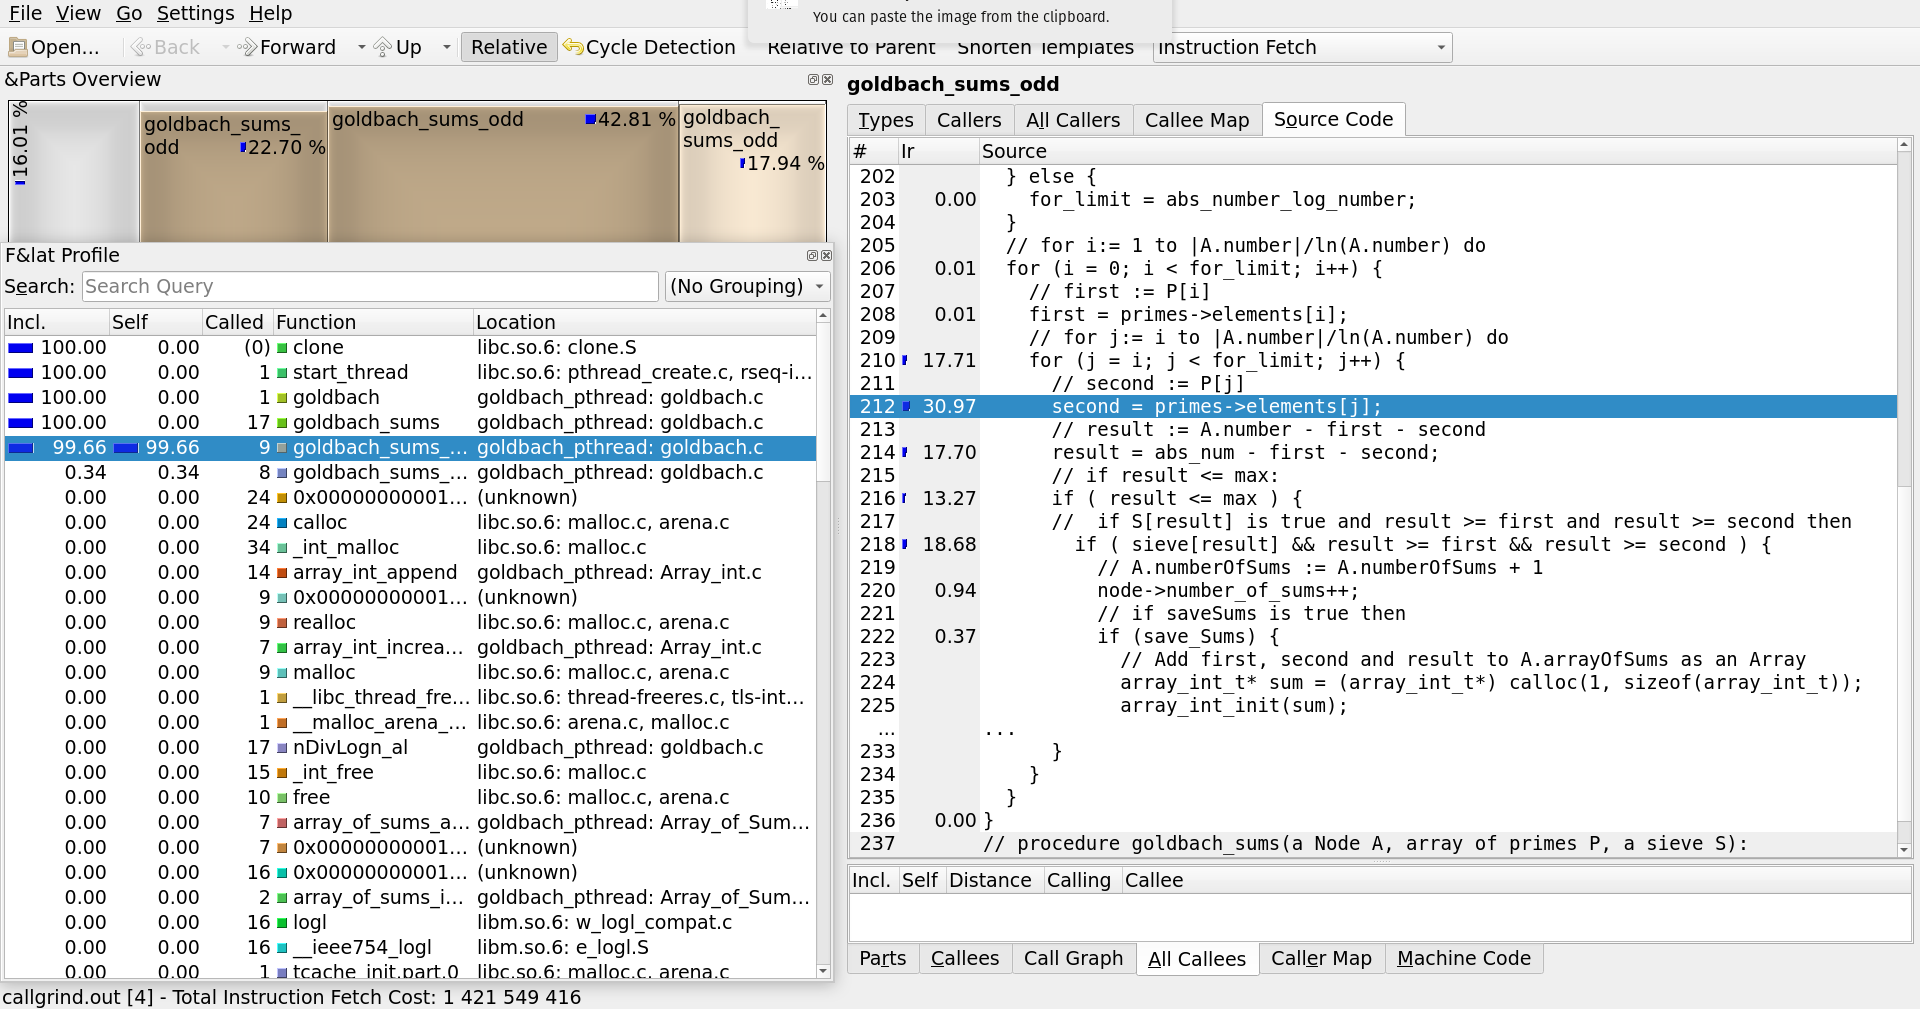 File View Go Settings Help
You can paste the image from the clipboard.
Open... Back Forward Up Relative Cycle Detection Relative to Parent Shorten Templates Instruction Fetch
&Parts Overview
16.01 %
goldbach_sums_
odd 22.70 %
goldbach_sums_odd 42.81 %
goldbach_
sums_odd
17.94 %
F&lat Profile
Search: Search Query (No Grouping)
Incl. Self Called Function Location
100.00 0.00 (0) clone libc.so.6: clone.S
100.00 0.00 1 start_thread libc.so.6: pthread_create.c, rseq-i...
100.00 0.00 1 goldbach goldbach_pthread: goldbach.c
100.00 0.00 17 goldbach_sums goldbach_pthread: goldbach.c
99.66 99.66 9 goldbach_sums_... goldbach_pthread: goldbach.c
0.34 0.34 8 goldbach_sums_... goldbach_pthread: goldbach.c
0.00 0.00 24 0x00000000001... (unknown)
0.00 0.00 24 calloc libc.so.6: malloc.c, arena.c
0.00 0.00 34 _int_malloc libc.so.6: malloc.c
0.00 0.00 14 array_int_append goldbach_pthread: Array_int.c
0.00 0.00 9 0x00000000001... (unknown)
0.00 0.00 9 realloc libc.so.6: malloc.c, arena.c
0.00 0.00 7 array_int_increa... goldbach_pthread: Array_int.c
0.00 0.00 9 malloc libc.so.6: malloc.c, arena.c
0.00 0.00 1 __libc_thread_fre... libc.so.6: thread-freeres.c, tls-int...
0.00 0.00 1 __malloc_arena_... libc.so.6: arena.c, malloc.c
0.00 0.00 17 nDivLogn_al goldbach_pthread: goldbach.c
0.00 0.00 15 _int_free libc.so.6: malloc.c
0.00 0.00 10 free libc.so.6: malloc.c, arena.c
0.00 0.00 7 array_of_sums_a... goldbach_pthread: Array_of_Sum...
0.00 0.00 7 0x00000000001... (unknown)
0.00 0.00 16 0x00000000001... (unknown)
0.00 0.00 2 array_of_sums_i... goldbach_pthread: Array_of_Sum...
0.00 0.00 16 logl libm.so.6: w_logl_compat.c
0.00 0.00 16 __ieee754_logl libm.so.6: e_logl.S
0.00 0.00 1 tcache_init.part.0 libc.so.6: malloc.c, arena.c
goldbach_sums_odd
Types Callers All Callers Callee Map Source Code
# Ir Source
202 } else {
203 0.00 for_limit = abs_number_log_number;
204 }
205 // for i:= 1 to |A.number|/ln(A.number) do
206 0.01 for (i = 0; i < for_limit; i++) {
207 // first := P[i]
208 0.01 first = primes->elements[i];
209 // for j:= i to |A.number|/ln(A.number) do
210 17.71 for (j = i; j < for_limit; j++) {
211 // second := P[j]
212 30.97 second = primes->elements[j];
213 // result := A.number - first - second
214 17.70 result = abs_num - first - second;
215 // if result <= max:
216 13.27 if ( result <= max ) {
217 // if S[result] is true and result >= first and result >= second then
218 18.68 if ( sieve[result] && result >= first && result >= second ) {
219 // A.numberOfSums := A.numberOfSums + 1
220 0.94 node->number_of_sums++;
221 // if saveSums is true then
222 0.37 if (save_Sums) {
223 // Add first, second and result to A.arrayOfSums as an Array
224 array_int_t* sum = (array_int_t*) calloc(1, sizeof(array_int_t));
225 array_int_init(sum);
... ...
233 }
234 }
235 }
236 0.00 }
237 // procedure goldbach_sums(a Node A, array of primes P, a sieve S):
Incl. Self Distance Calling Callee
Parts Callees Call Graph All Callees Caller Map Machine Code
callgrind.out [4] - Total Instruction Fetch Cost: 1 421 549 416